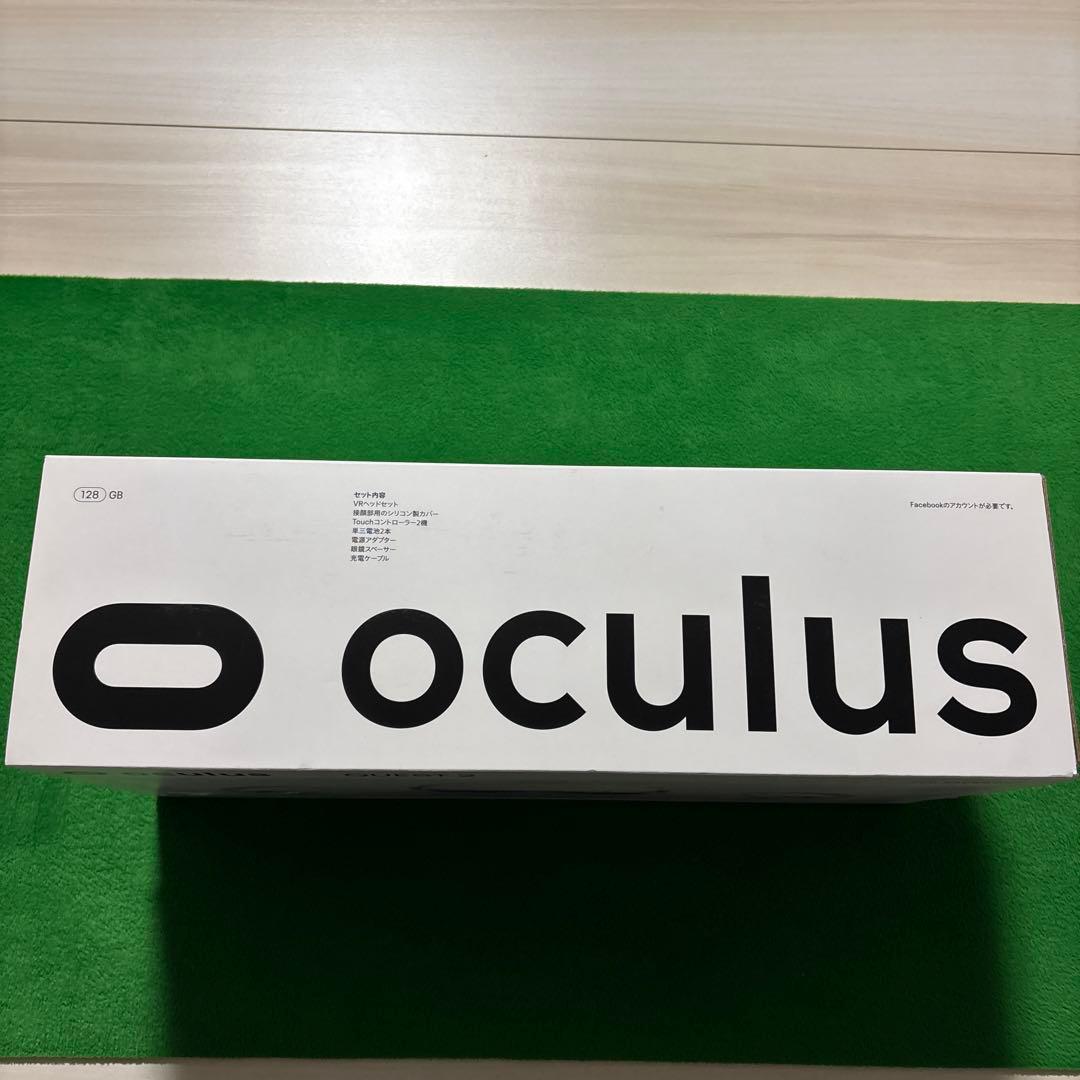 128 GB
セット内容
VRヘッドセット
接顔部用のシリコン製カバー
Touchコントローラー2機
単三電池2本
電源アダプター
眼鏡スペーサー
充電ケーブル
Facebookのアカウントが必要です。
oculus
oculus QUEST 2